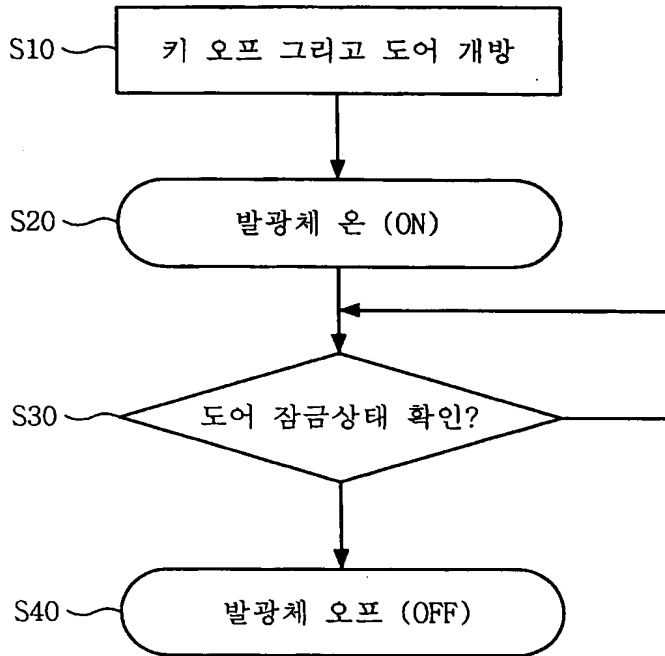 S10 키 오프 그리고 도어 개방
S20 발광체 온 (ON)
S30 도어 잠금상태 확인?
S40 발광체 오프 (OFF)